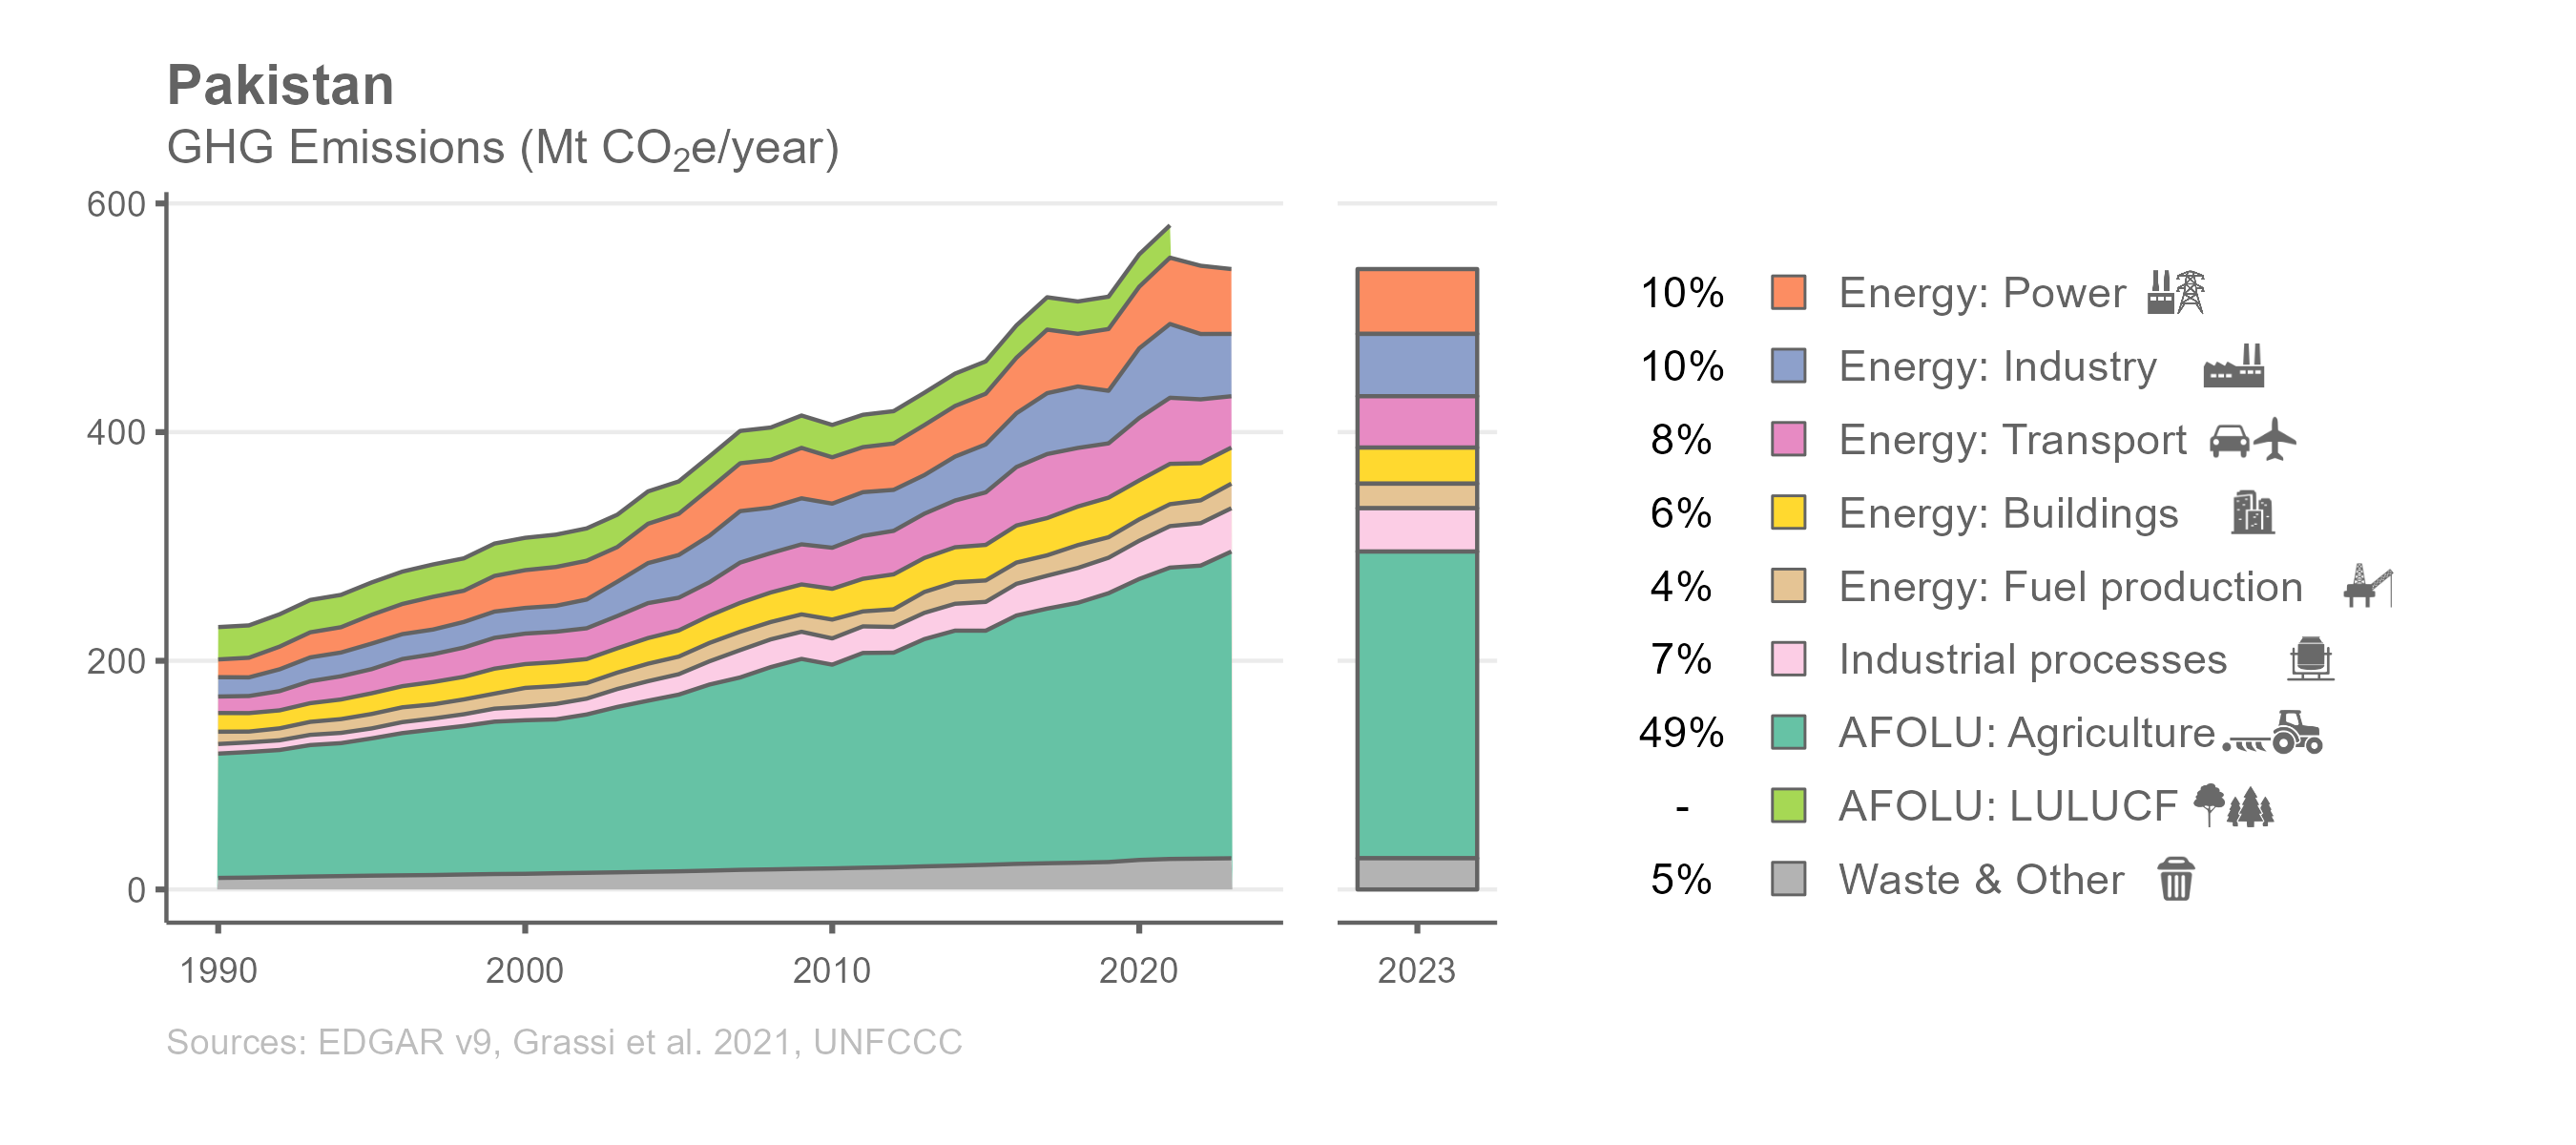 Pakistan
GHG Emissions (Mt CO₂e/year)
600
400
200
0
1990 2000 2010 2020 2023
10% Energy: Power
10% Energy: Industry
8% Energy: Transport
6% Energy: Buildings
4% Energy: Fuel production
7% Industrial processes
49% AFOLU: Agriculture
- AFOLU: LULUCF
5% Waste & Other
Sources: EDGAR v9, Grassi et al. 2021, UNFCCC